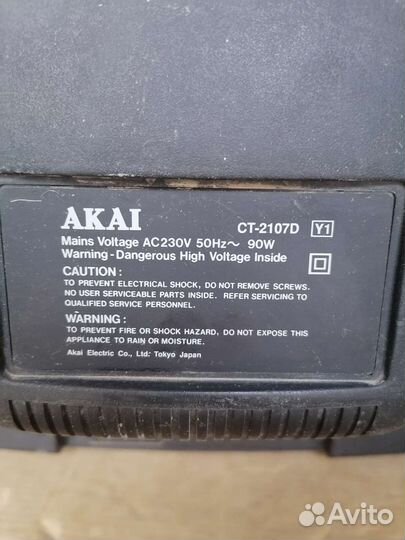 AKAI
CT-2107D Y1
Mains Voltage AC230V 50Hz~ 90W
Warning-Dangerous High Voltage Inside
CAUTION:
TO PREVENT ELECTRICAL SHOCK, DO NOT REMOVE SCREWS.
NO USER SERVICEABLE PARTS INSIDE. REFER SERVICING TO
QUALIFIED SERVICE PERSONNEL.
WARNING:
TO PREVENT FIRE OR SHOCK HAZARD, DO NOT EXPOSE THIS
APPLIANCE TO RAIN OR MOISTURE.
Akai Electric Co., Ltd: Tokyo Japan
Avito